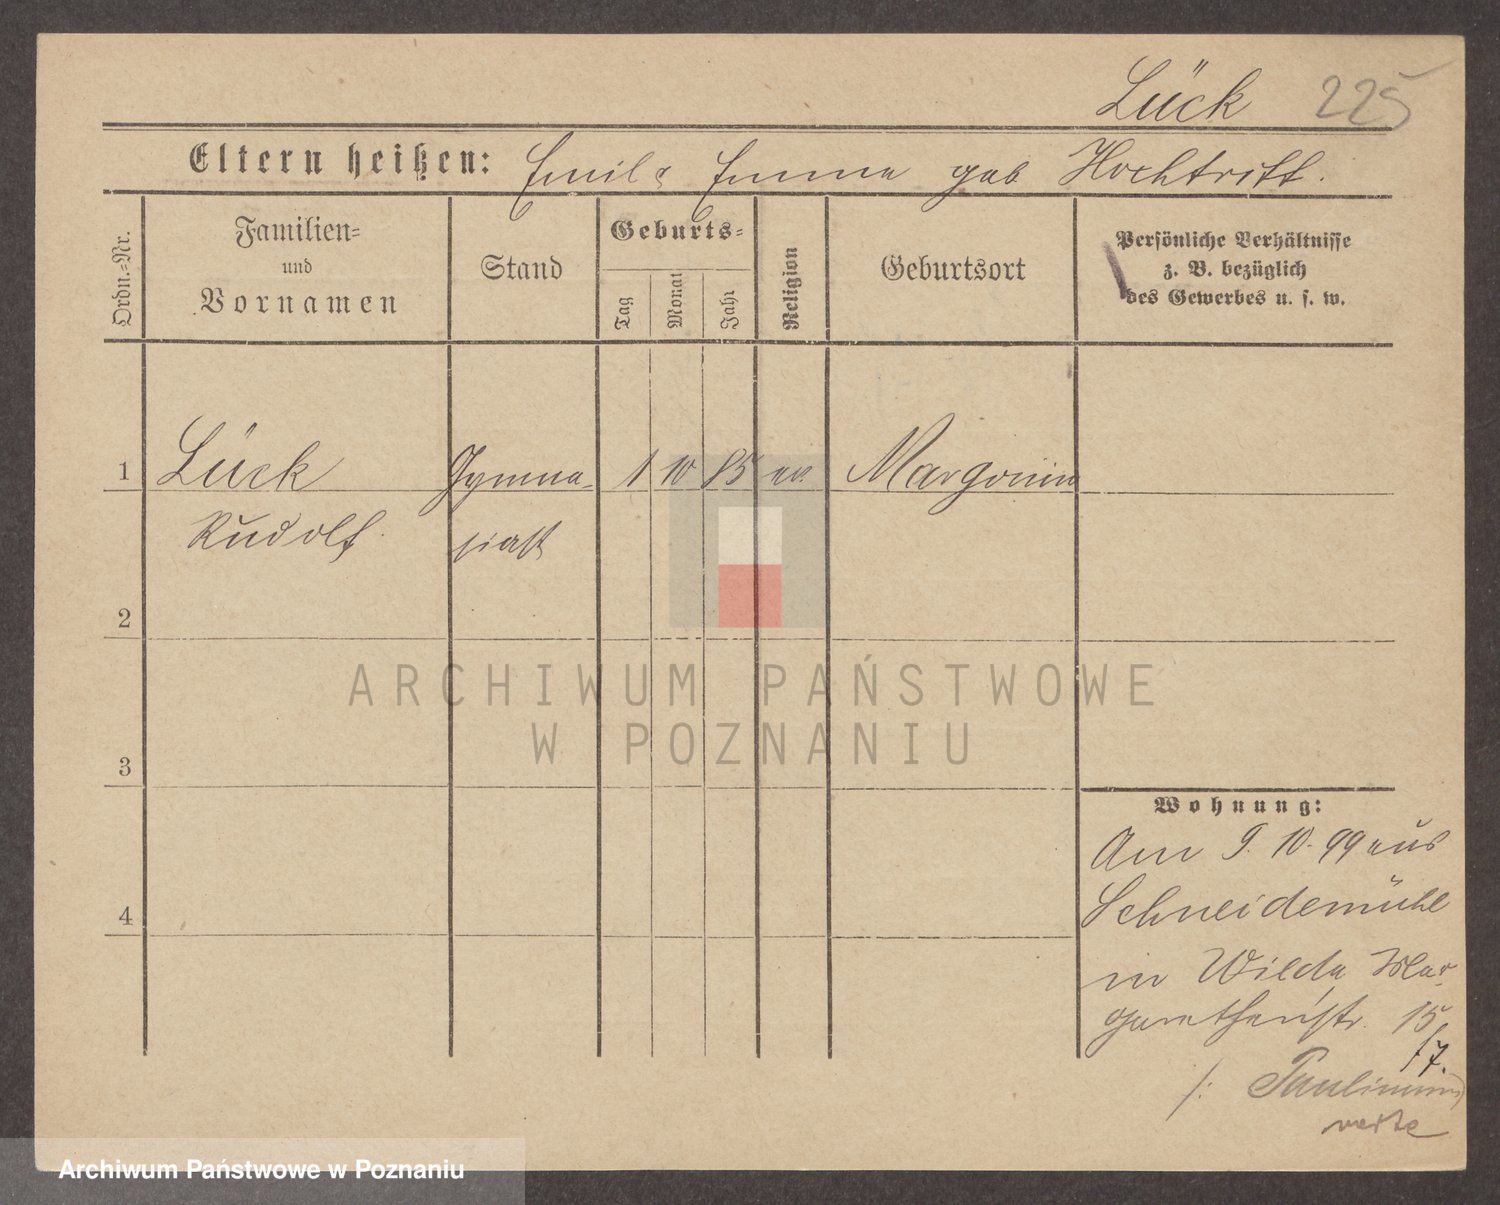 Lück 225
Eltern heißen: Emil & Emma geb Hochtritt.
Ordn.=Nr.
Familien=
und
Vornamen
Stand
Geburts=
Tag
Monat
Jahr
Religion
Geburtsort
Persönliche Verhältnisse
z. B. bezüglich
des Gewerbes u. s. w.
1 Lück Gymna- 1 10 85 ev. Margonin
Rudolf siast
2
3
4
Wohnung:
Am 9. 10. 99 aus
Schneidemühl
in Wilda Mar-
garethenstr. 15
17.
/: Paulinum
ARCHIWUM PAŃSTWOWE
W POZNANIU
Archiwum Państwowe w Poznaniu